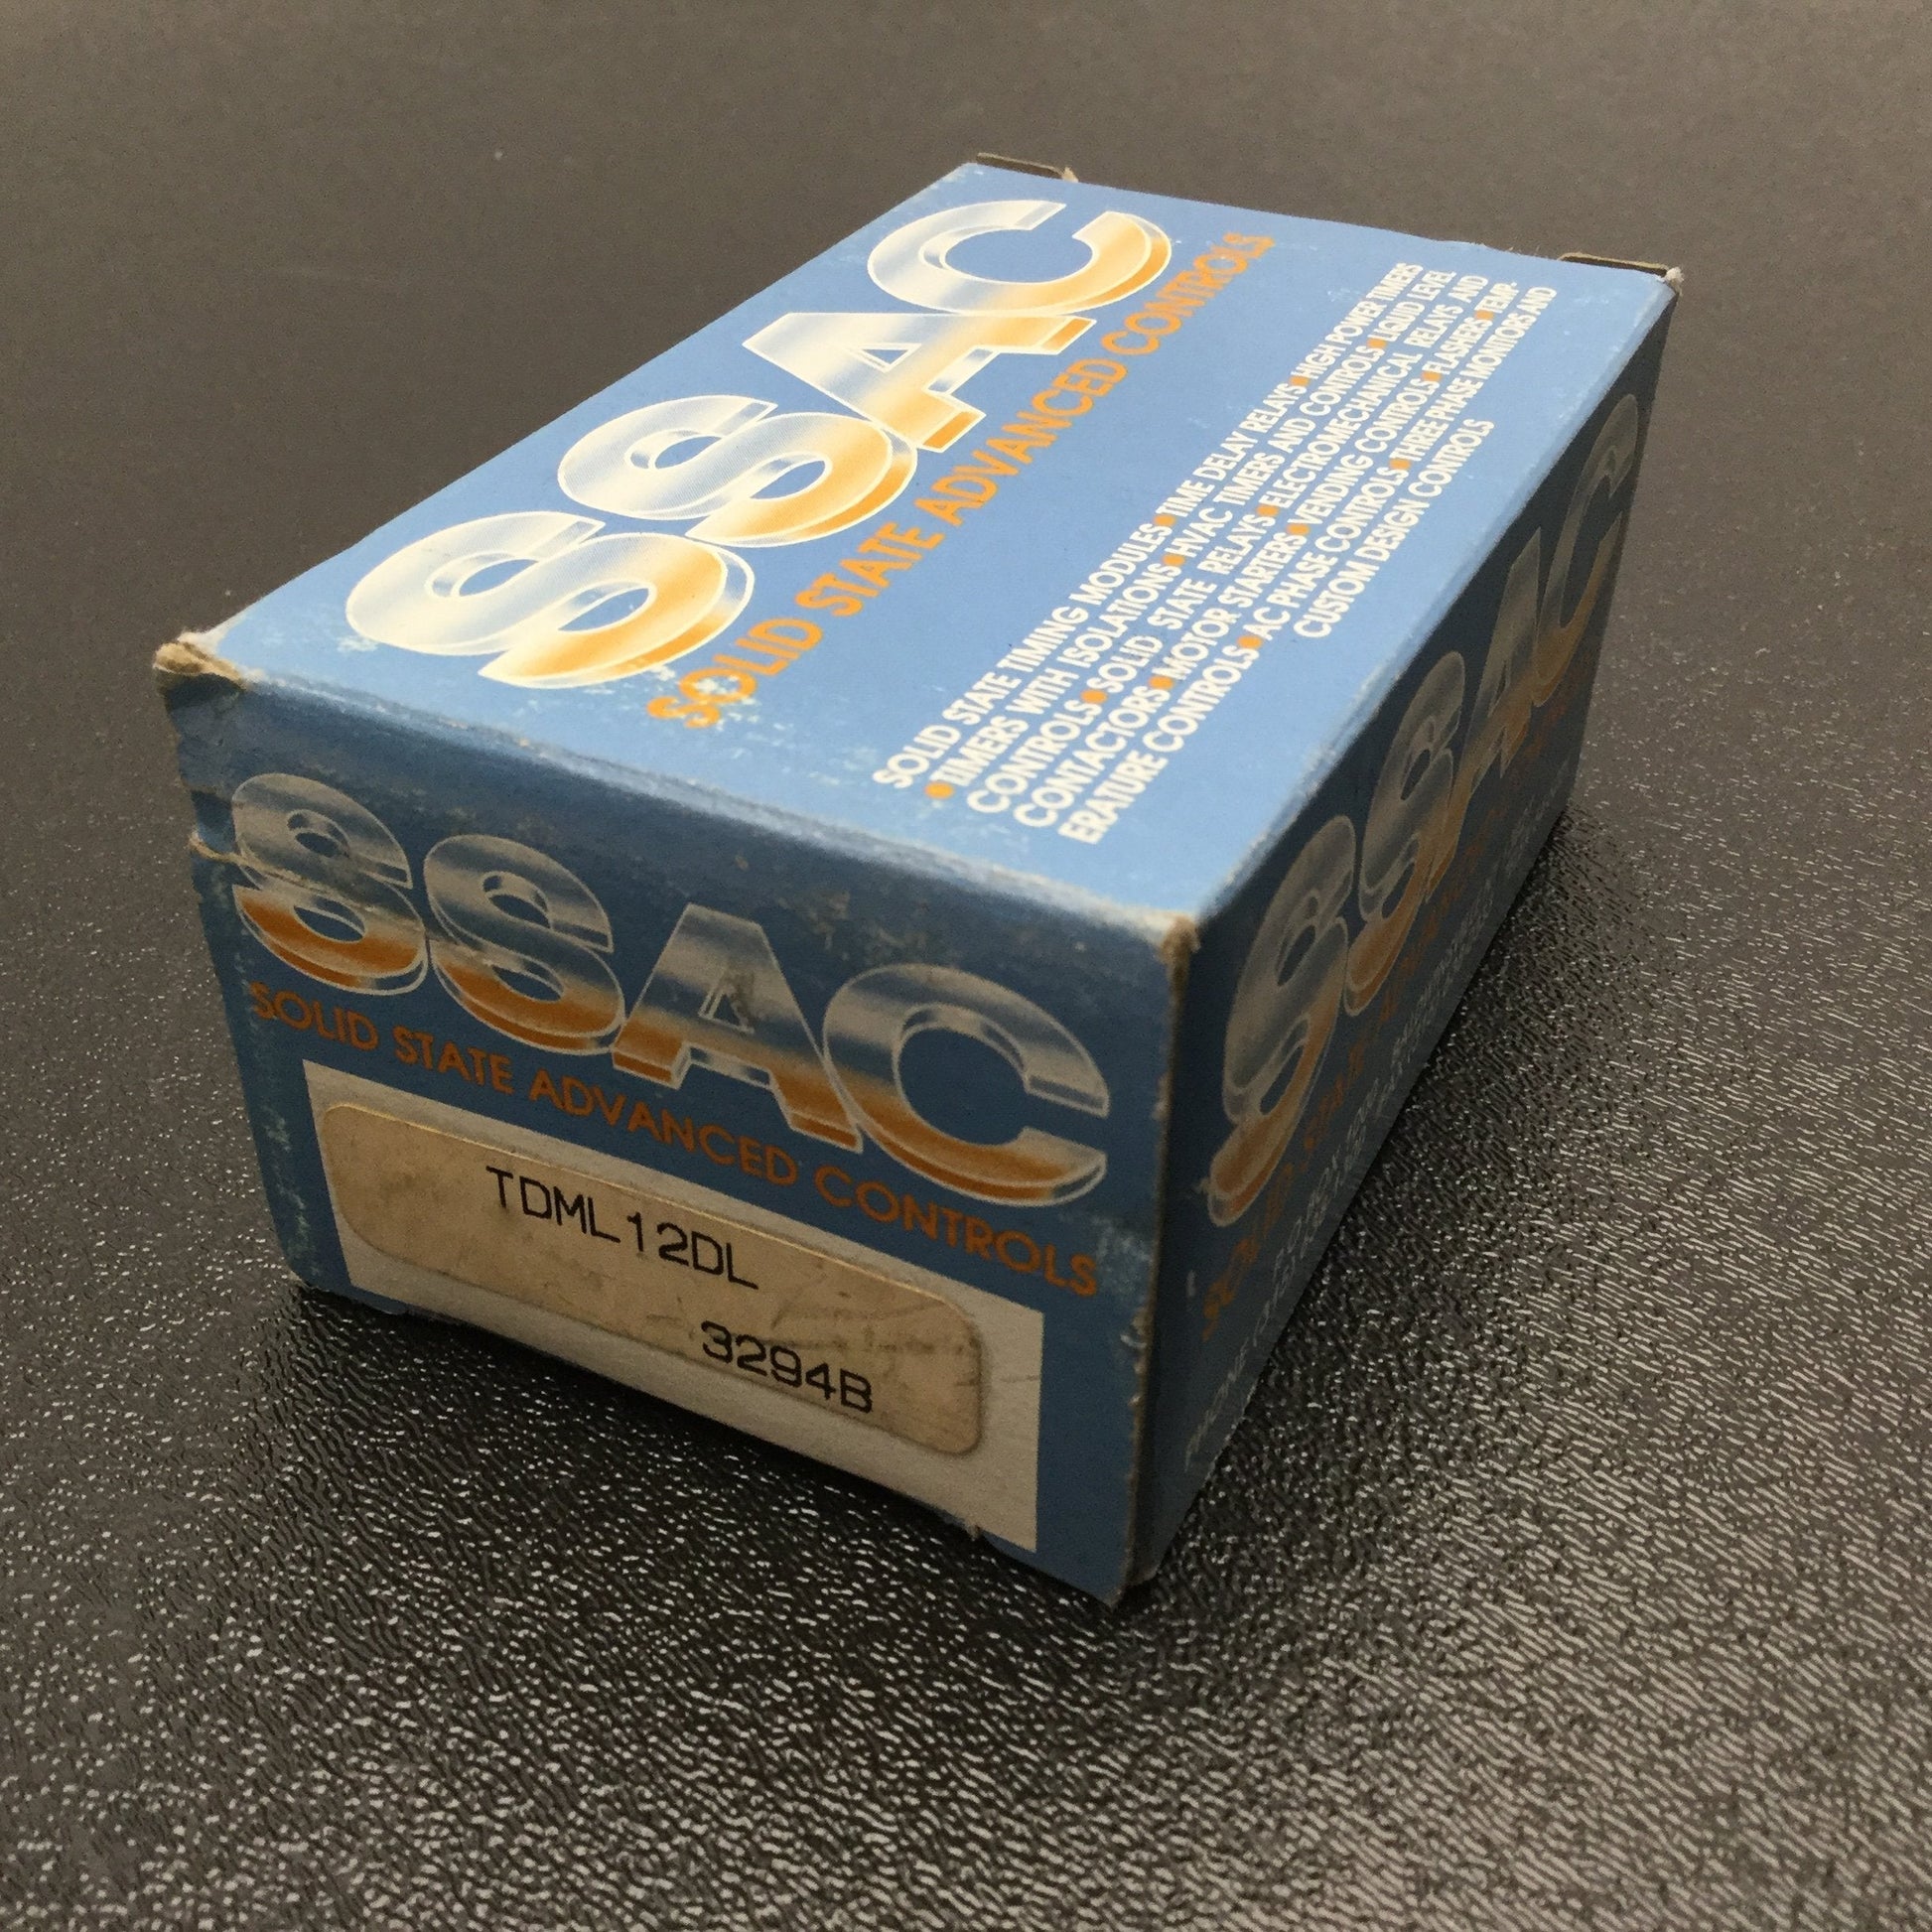 SSAC
SOLID STATE ADVANCED CONTROLS
SOLID STATE TIMING MODULES • TIME DELAY RELAYS • HIGH POWER TIMERS
• TIMERS WITH ISOLATIONS • HVAC TIMERS AND CONTROLS • LIQUID LEVEL
CONTROLS • SOLID STATE RELAYS • ELECTROMECHANICAL RELAYS AND
CONTACTORS • MOTOR STARTERS • VENDING CONTROLS • FLASHERS • TEMP-
ERATURE CONTROLS • AC PHASE CONTROLS • THREE PHASE MONITORS AND
CUSTOM DESIGN CONTROLS
SSAC
SOLID STATE ADVANCED CONTROLS
TDML12DL
3294B
SSAC
SOLID STATE